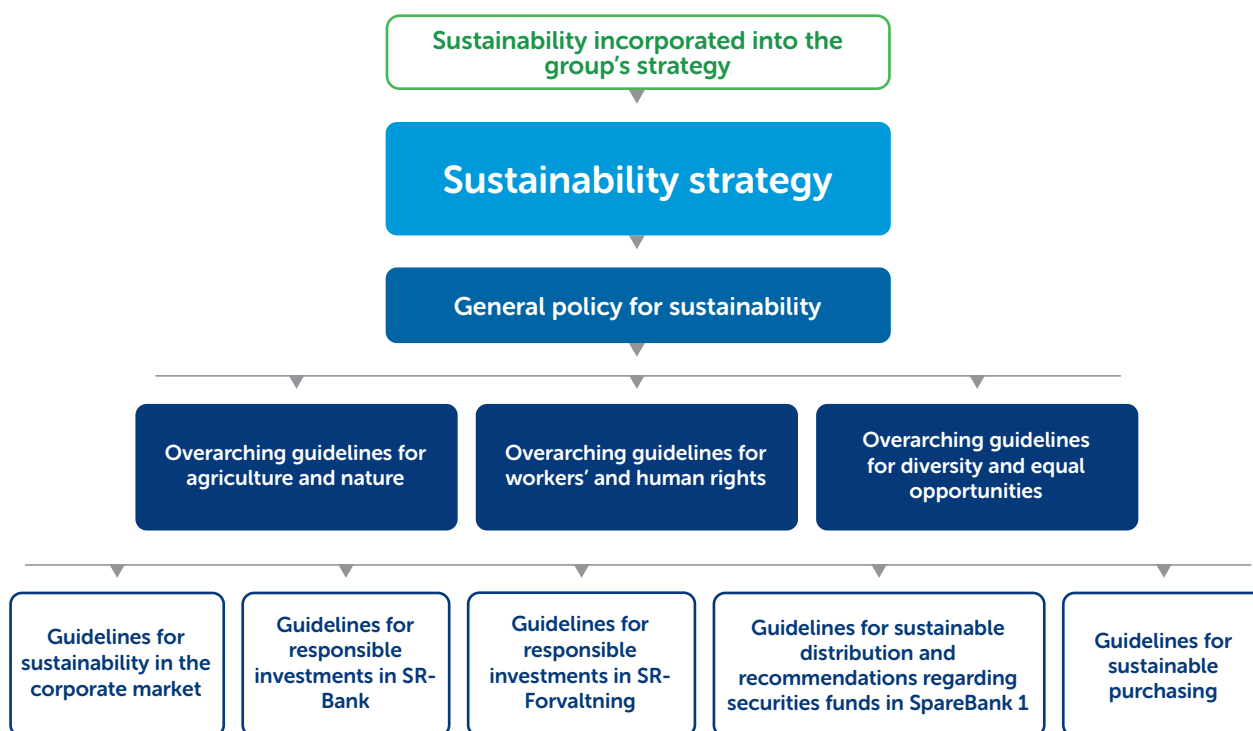 Sustainability incorporated into the
group's strategy
Sustainability strategy
General policy for sustainability
Overarching guidelines for
agriculture and nature
Overarching guidelines for
workers' and human rights
Overarching guidelines
for diversity and equal
opportunities
Guidelines for
sustainability in the
corporate market
Guidelines for
responsible
investments in SR-
Bank
Guidelines for
responsible
investments in SR-
Forvaltning
Guidelines for sustainable
distribution and
recommendations regarding
securities funds in SpareBank 1
Guidelines for
sustainable
purchasing